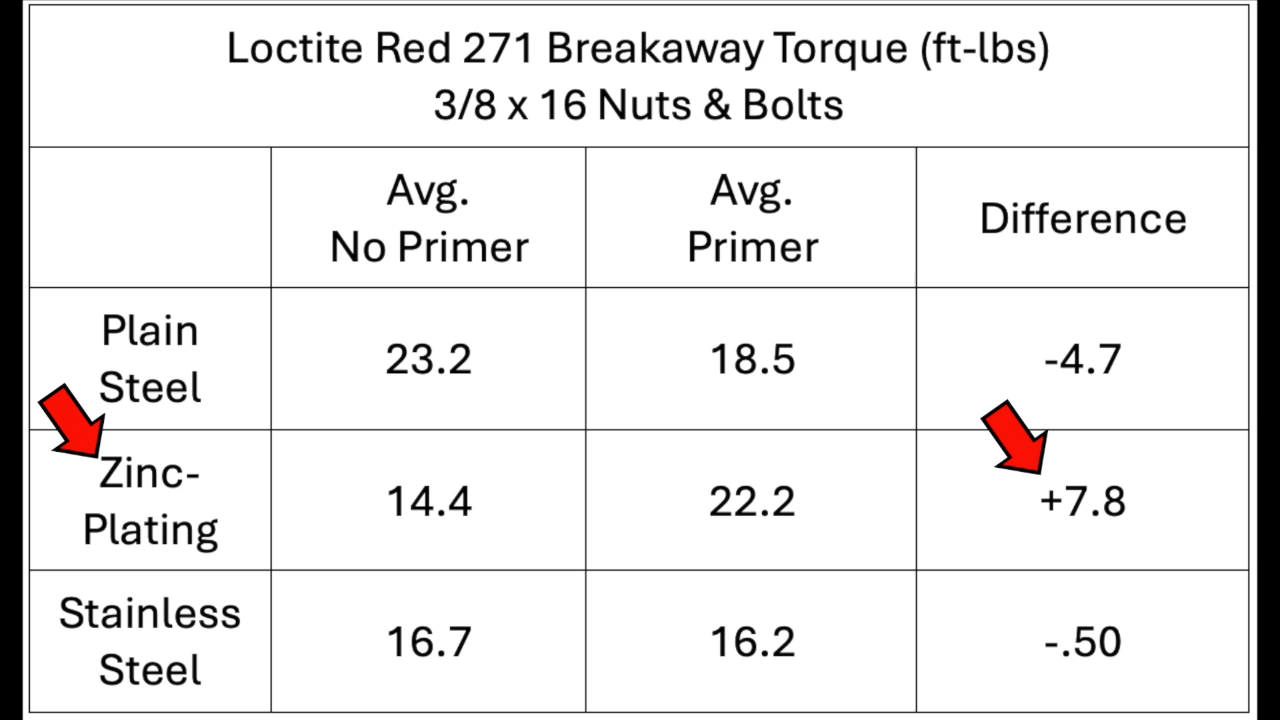 Loctite Red 271 Breakaway Torque (ft-lbs)
3/8 x 16 Nuts & Bolts
Avg.
No Primer
Avg.
Primer
Difference
Plain
Steel
23.2
18.5
-4.7
Zinc-
Plating
14.4
22.2
+7.8
Stainless
Steel
16.7
16.2
-.50